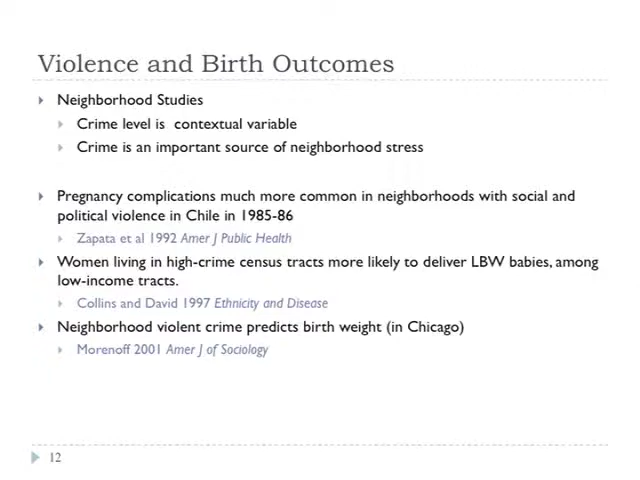 Violence and Birth Outcomes
Neighborhood Studies
Crime level is contextual variable
Crime is an important source of neighborhood stress
Pregnancy complications much more common in neighborhoods with social and
political violence in Chile in 1985-86
Zapata et al 1992 Amer J Public Health
Women living in high-crime census tracts more likely to deliver LBW babies, among
low-income tracts.
Collins and David 1997 Ethnicity and Disease
Neighborhood violent crime predicts birth weight (in Chicago)
Morenoff 2001 Amer J of Sociology
12